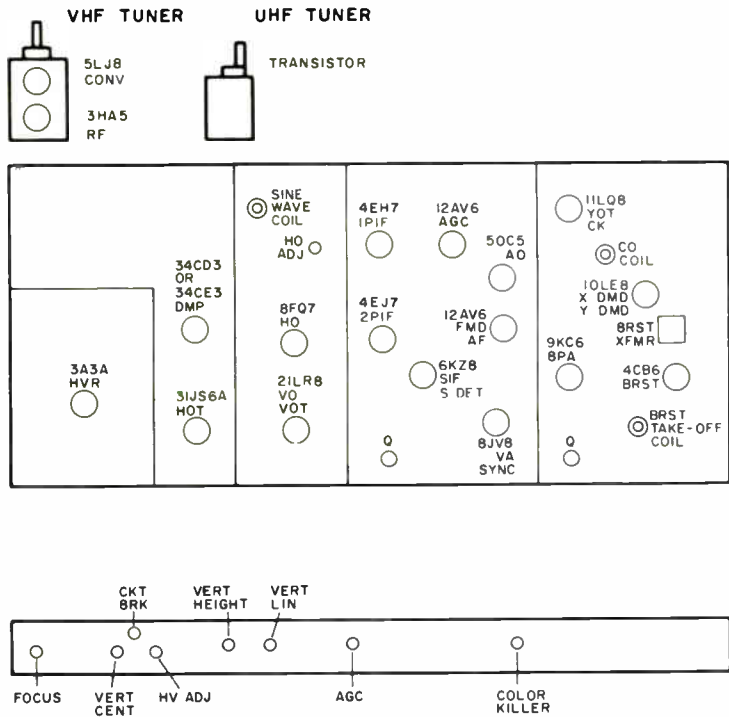 VHF TUNER
5LJ8
CONV
3HA5
RF
UHF TUNER
TRANSISTOR
SINE
WAVE
COIL
HO
ADJ
34CD3
OR
34CE3
DMP
3A3A
HVR
31JS6A
HOT
8FQ7
HO
21LR8
VO
VOT
4EH7
1PIF
12AV6
AGC
50C5
AO
4EJ7
2PIF
12AV6
FMD
AF
6KZ8
SIF
S DET
Q
8JV8
VA
SYNC
11LQ8
YOT
CK
CO
COIL
10LE8
X DMD
Y DMD
8RST
XFMR
9KC6
8PA
4CB6
BRST
BRST
TAKE-OFF
COIL
Q
CKT
BRK
VERT
HEIGHT
VERT
LIN
FOCUS
VERT
CENT
HV ADJ
AGC
COLOR
KILLER